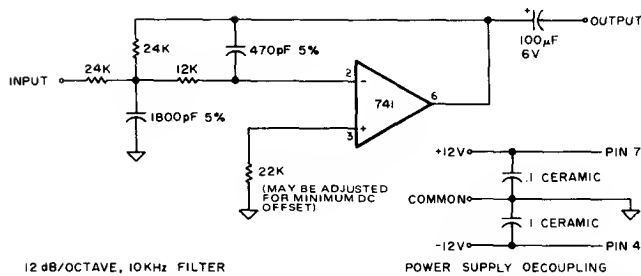 24K
470pF 5%
+
100µF
6V
OUTPUT
INPUT
24K
12K
2
-
6
741
1800pF 5%
3
+
22K
(MAY BE ADJUSTED
FOR MINIMUM DC
OFFSET)
+12V
PIN 7
.1 CERAMIC
COMMON
.1 CERAMIC
-12V
PIN 4
12 dB/OCTAVE, 10KHz FILTER
POWER SUPPLY OECOUPLING